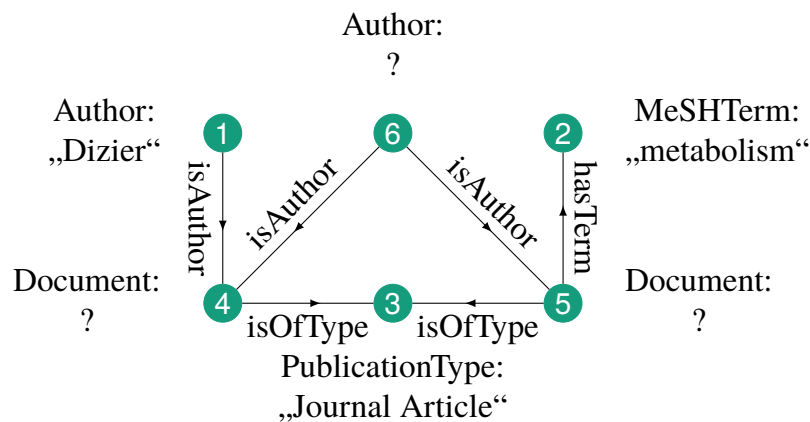 Author:
?
Author:
„Dizier“
1
6
2
MeSHTerm:
„metabolism“
isAuthor
isAuthor
isAuthor
hasTerm
Document:
?
4
3
5
Document:
?
isOfType
isOfType
PublicationType:
„Journal Article“